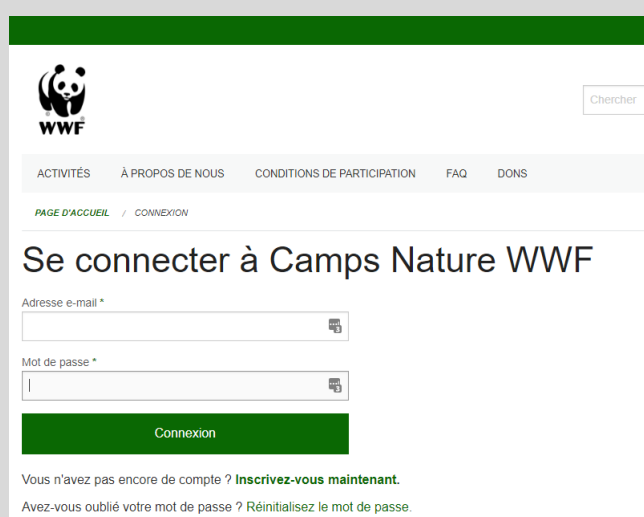 WWF
Chercher
ACTIVITÉS À PROPOS DE NOUS CONDITIONS DE PARTICIPATION FAQ DONS
PAGE D'ACCUEIL / CONNEXION
Se connecter à Camps Nature WWF
Adresse e-mail *
3
Mot de passe *
3
Connexion
Vous n'avez pas encore de compte ? Inscrivez-vous maintenant.
Avez-vous oublié votre mot de passe ? Réinitialisez le mot de passe.